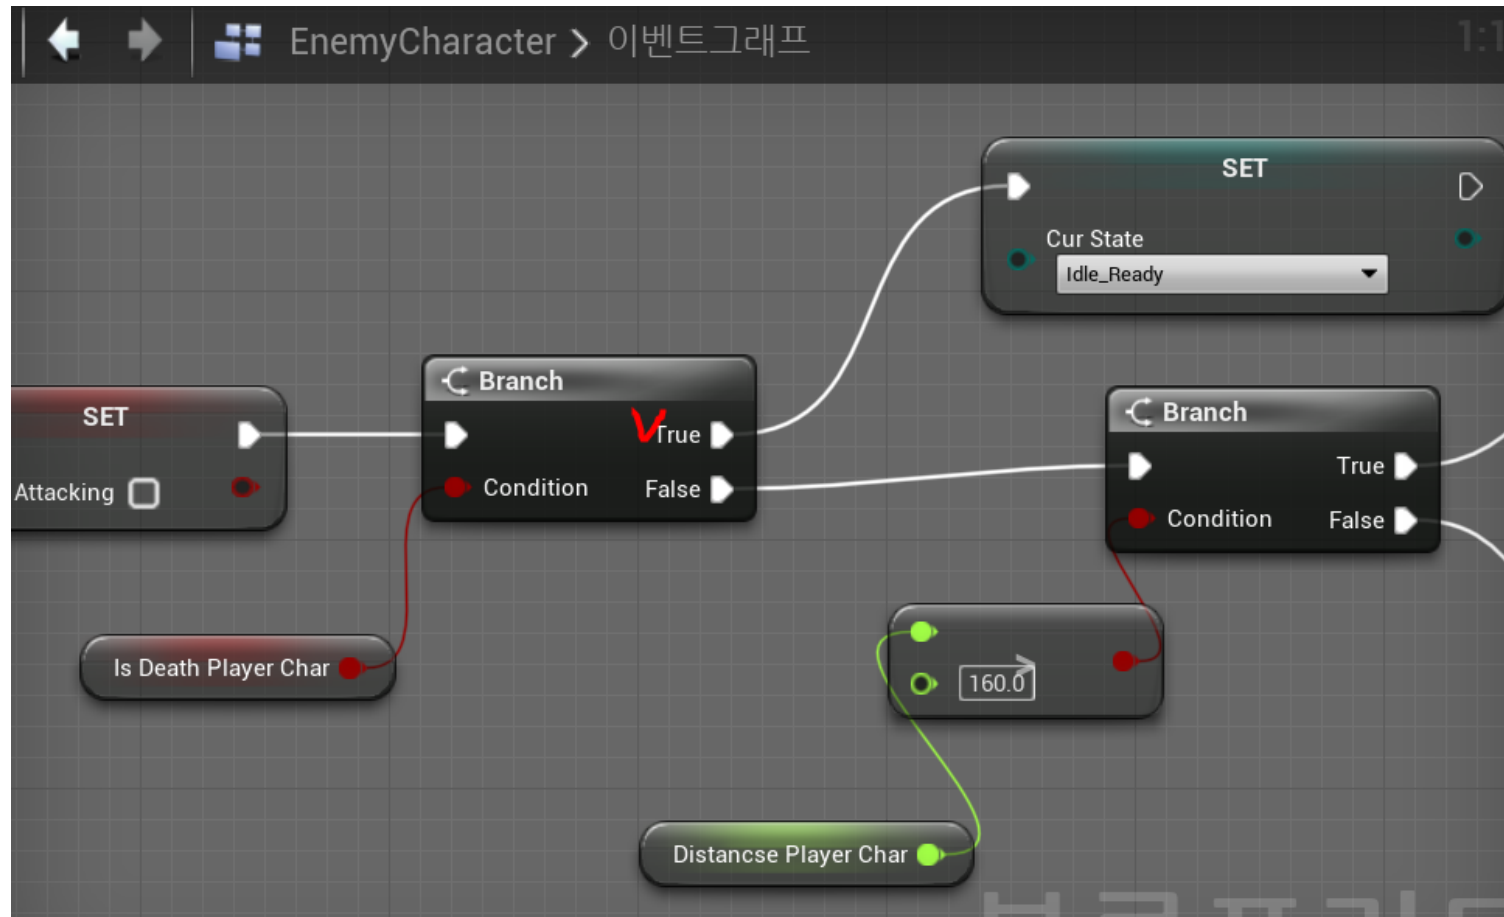 EnemyCharacter > 이벤트그래프
SET
Cur State
Idle_Ready
SET
Attacking
Branch
True
Condition
False
Branch
True
Condition
False
Is Death Player Char
>
160.0
Distancse Player Char